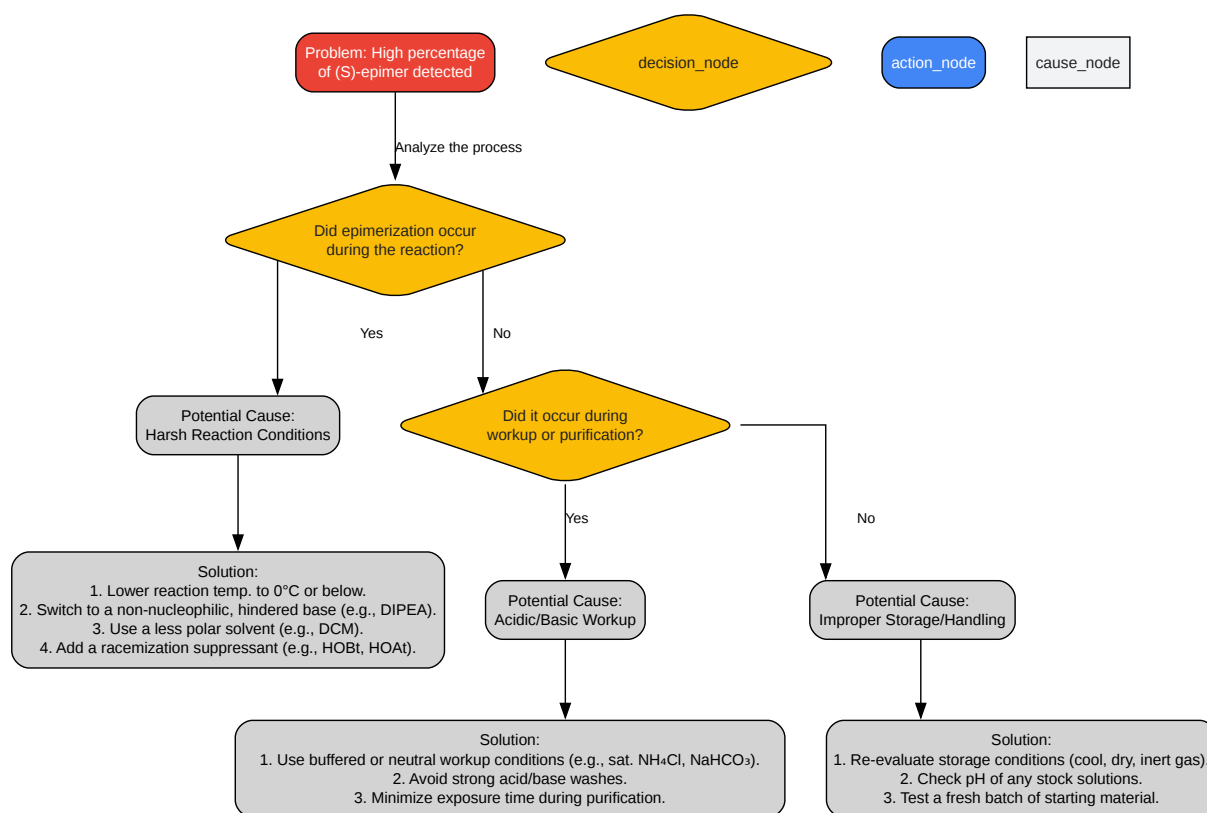 Problem: High percentage
of (S)-epimer detected
decision_node
action_node
cause_node
Analyze the process
Did epimerization occur
during the reaction?
Yes
No
Potential Cause:
Harsh Reaction Conditions
Did it occur during
workup or purification?
Yes
No
Solution:
1. Lower reaction temp. to 0°C or below.
2. Switch to a non-nucleophilic, hindered base (e.g., DIPEA).
3. Use a less polar solvent (e.g., DCM).
4. Add a racemization suppressant (e.g., HOBt, HOAt).
Potential Cause:
Acidic/Basic Workup
Potential Cause:
Improper Storage/Handling
Solution:
1. Use buffered or neutral workup conditions (e.g., sat. NH₄Cl, NaHCO₃).
2. Avoid strong acid/base washes.
3. Minimize exposure time during purification.
Solution:
1. Re-evaluate storage conditions (cool, dry, inert gas).
2. Check pH of any stock solutions.
3. Test a fresh batch of starting material.